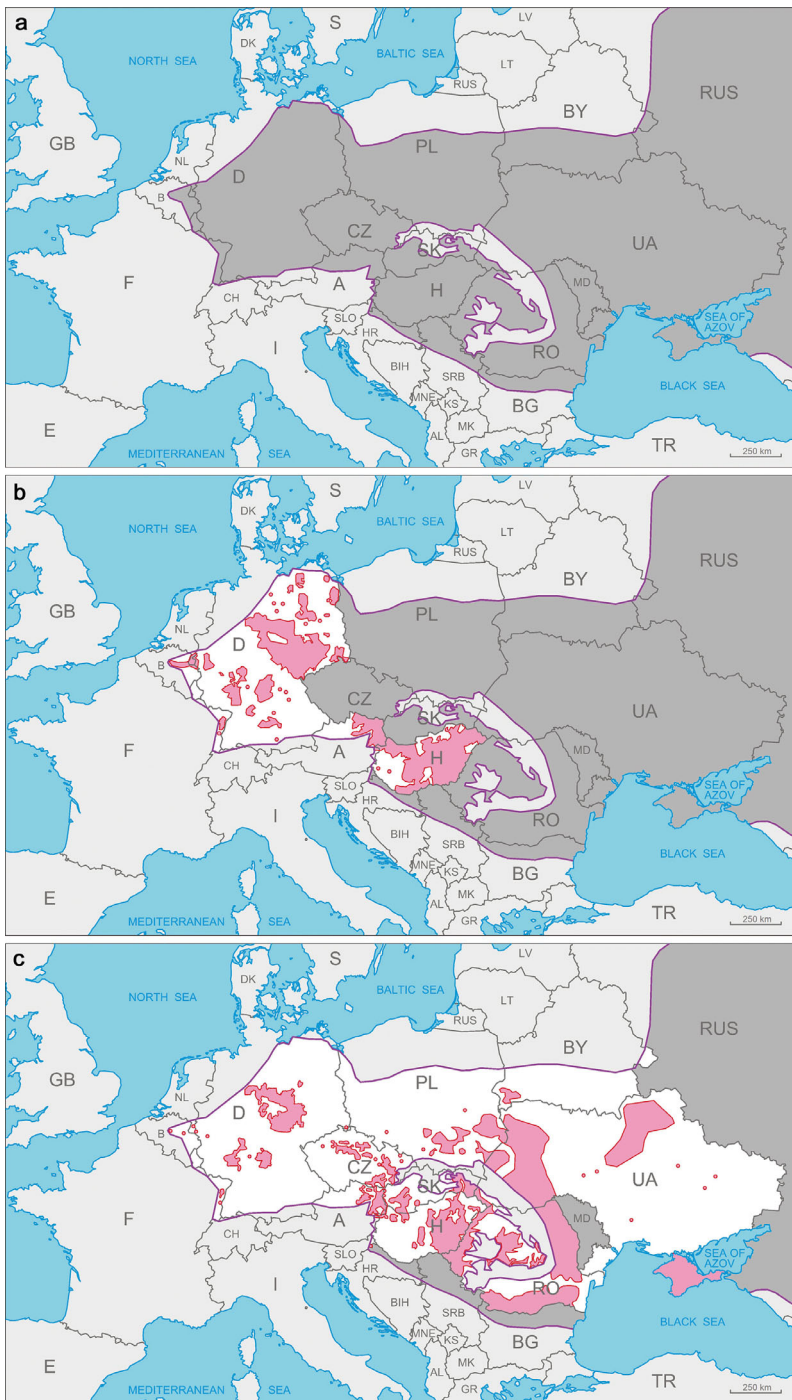 a
S
LV
DK
NORTH SEA
BALTIC SEA
LT
RUS
RUS
BY
GB
NL
PL
D
B
CZ
SK
UA
F
A
H
MD
CH
SLO
HR
SEA OF
AZOV
I
RO
BIH
SRB
BLACK SEA
MNE
KS
BG
E
AL
MK
TR
MEDITERRANEAN SEA
GR
250 km
b
S
LV
DK
NORTH SEA
BALTIC SEA
LT
RUS
RUS
BY
GB
NL
PL
D
B
CZ
SK
UA
F
A
H
MD
CH
SLO
HR
SEA OF
AZOV
I
RO
BIH
SRB
BLACK SEA
MNE
KS
BG
E
AL
MK
TR
MEDITERRANEAN SEA
GR
250 km
c
S
LV
DK
NORTH SEA
BALTIC SEA
LT
RUS
RUS
BY
GB
NL
PL
D
B
CZ
SK
UA
F
A
H
MD
CH
SLO
HR
SEA OF
AZOV
I
RO
BIH
SRB
BLACK SEA
MNE
KS
BG
E
AL
MK
TR
MEDITERRANEAN SEA
GR
250 km